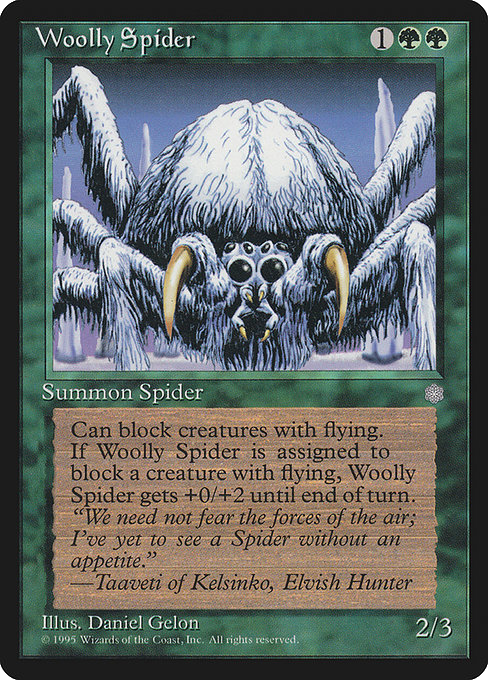 Woolly Spider 1
Summon Spider
Can block creatures with flying.
If Woolly Spider is assigned to
block a creature with flying, Woolly
Spider gets +0/+2 until end of turn.
“We need not fear the forces of the air;
I’ve yet to see a Spider without an
appetite.”
—Taaveti of Kelsinko, Elvish Hunter
Illus. Daniel Gelon
© 1995 Wizards of the Coast, Inc. All rights reserved.
2/3